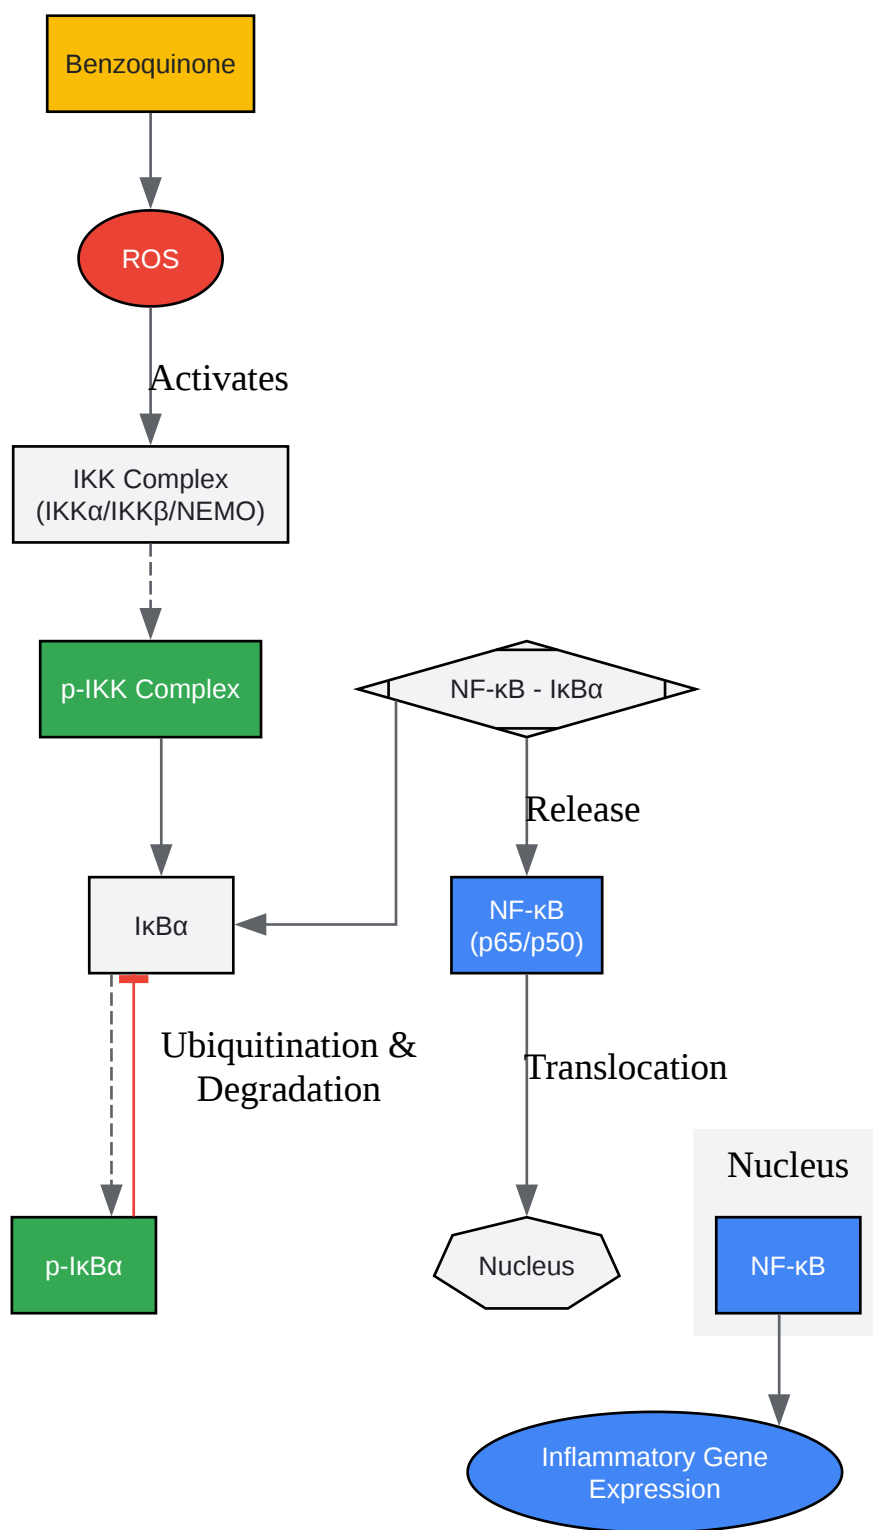 Benzoquinone
ROS
Activates
IKK Complex
(IKKα/IKKβ/NEMO)
p-IKK Complex
NF-κB - IκBα
Release
IκBα
NF-κB
(p65/p50)
Ubiquitination &
Degradation
Translocation
Nucleus
p-IκBα
Nucleus
NF-κB
Inflammatory Gene
Expression